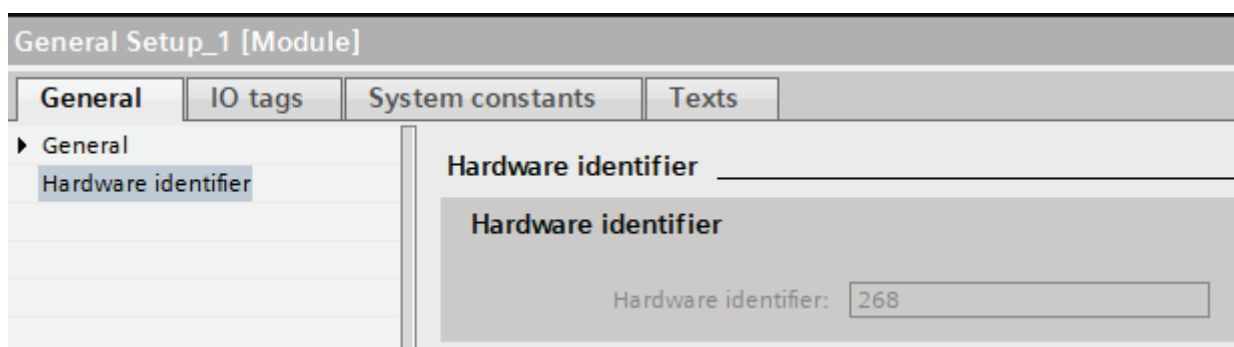 General Setup_1 [Module]
General IO tags System constants Texts
General
Hardware identifier
Hardware identifier
Hardware identifier
Hardware identifier: 268